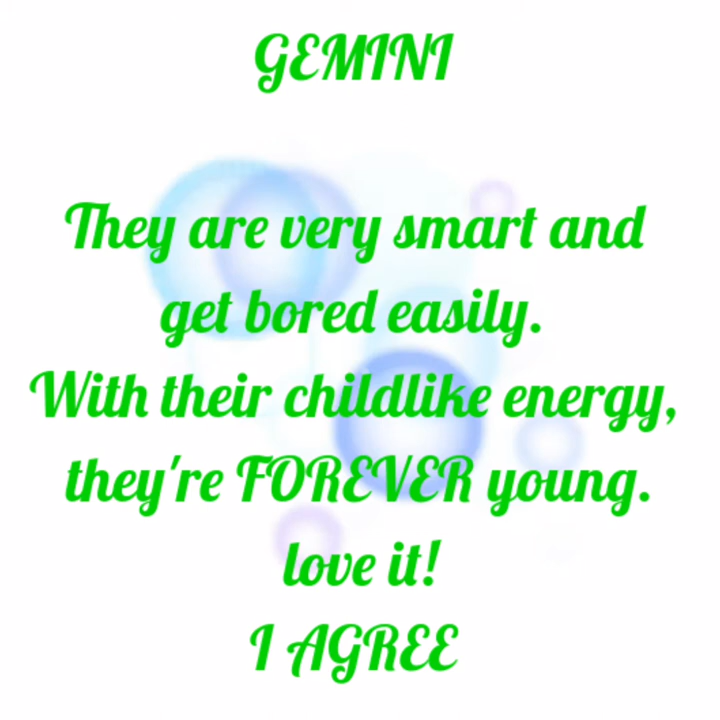 GEMINI
They are very smart and
get bored easily.
With their childlike energy,
they're FOREVER young.
love it!
I AGREE